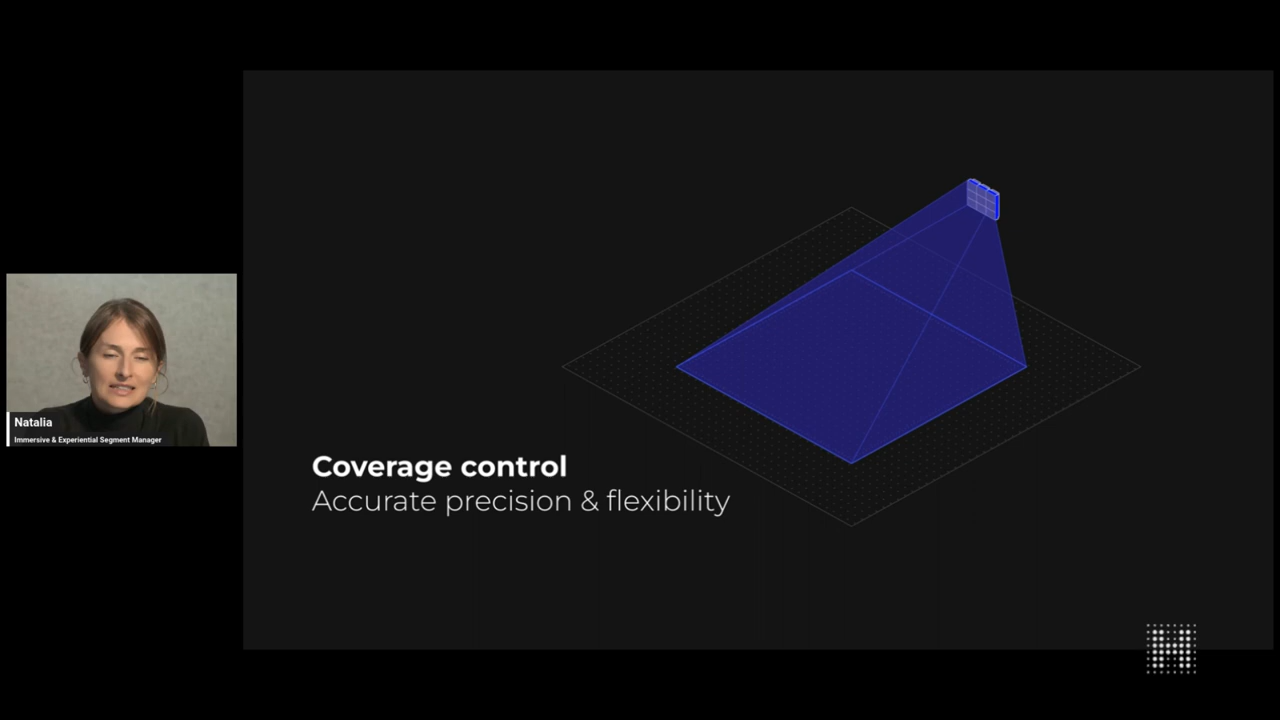 Natalia
Immersive & Experiential Segment Manager
Coverage control
Accurate precision & flexibility
H